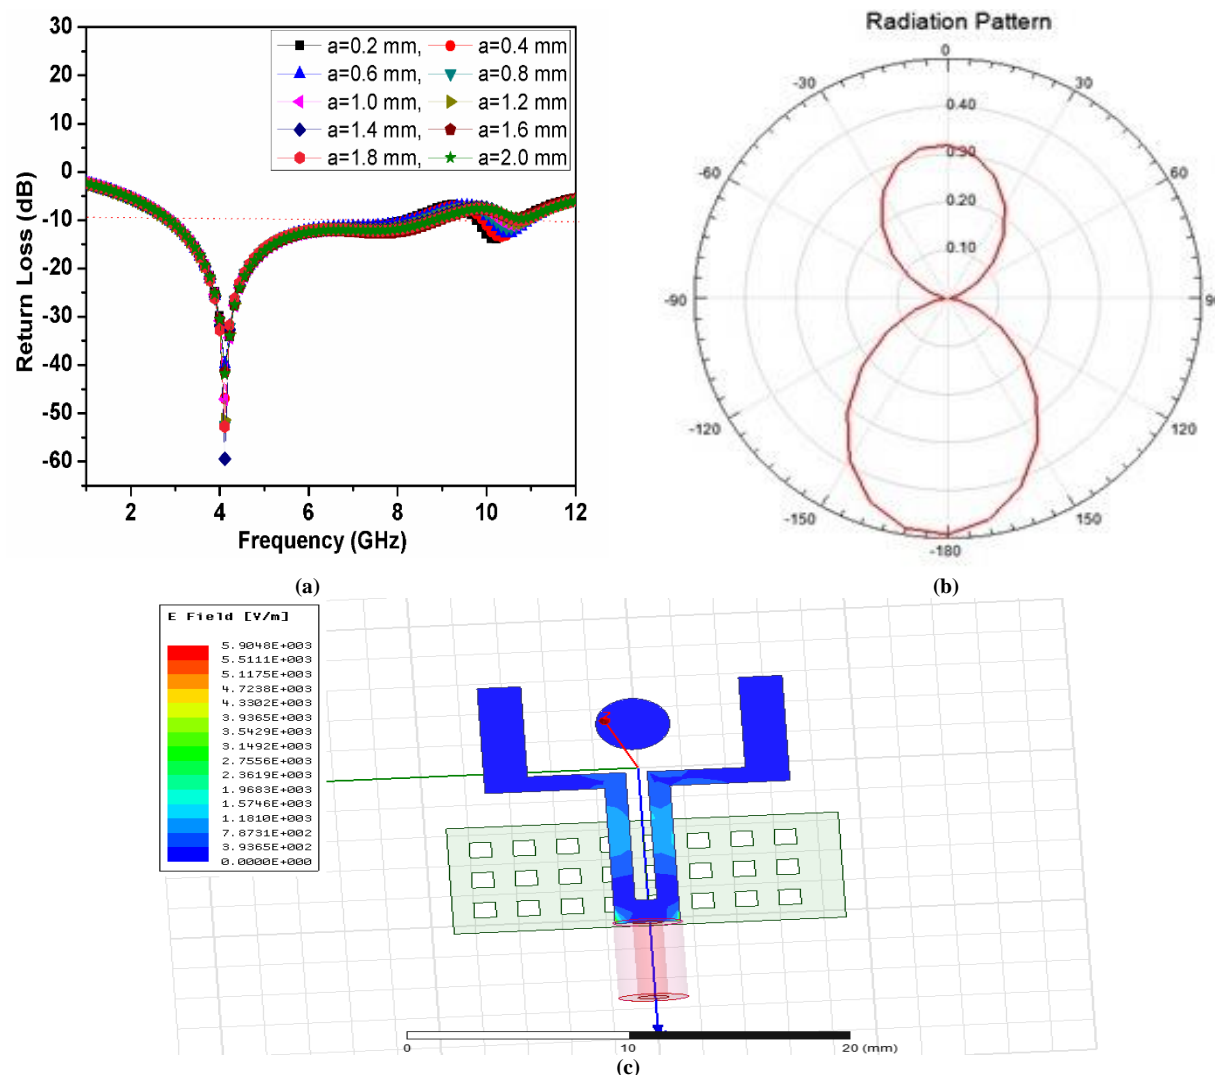 30
25
20
15
10
5
0
-10
-20
-30
-40
-50
-60
Return Loss (dB)
a=0.2 mm, a=0.4 mm
a=0.6 mm, a=0.8 mm
a=1.0 mm, a=1.2 mm
a=1.4 mm, a=1.6 mm
a=1.8 mm, a=2.0 mm
2 4 6 8 10 12
Frequency (GHz)
(a)
Radiation Pattern
0
-30 30
0.40
0.30
-60 60
0.20
0.10
-90 9
-120 120
-150 150
-180
(b)
E Field [V/m]
5.9048E+003
5.5111E+003
5.1175E+003
4.7238E+003
4.3302E+003
3.9365E+003
3.5429E+003
3.1492E+003
2.7556E+003
2.3619E+003
1.9683E+003
1.5746E+003
1.1810E+003
7.8731E+002
3.9365E+002
0.0000E+000
0 10 20 (mm)
(c)